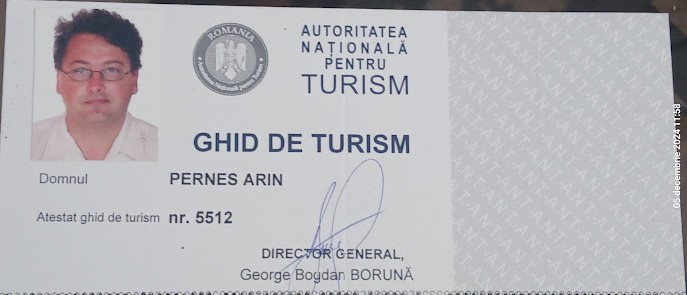 ROMANIA
AUTORITATEA
NAȚIONALĂ
PENTRU
TURISM
GHID DE TURISM
Domnul PERNES ARIN
Atestat ghid de turism nr. 5512
DIRECTOR GENERAL,
George Bogdan BORUNĂ
05 decembrie 2024 11:58